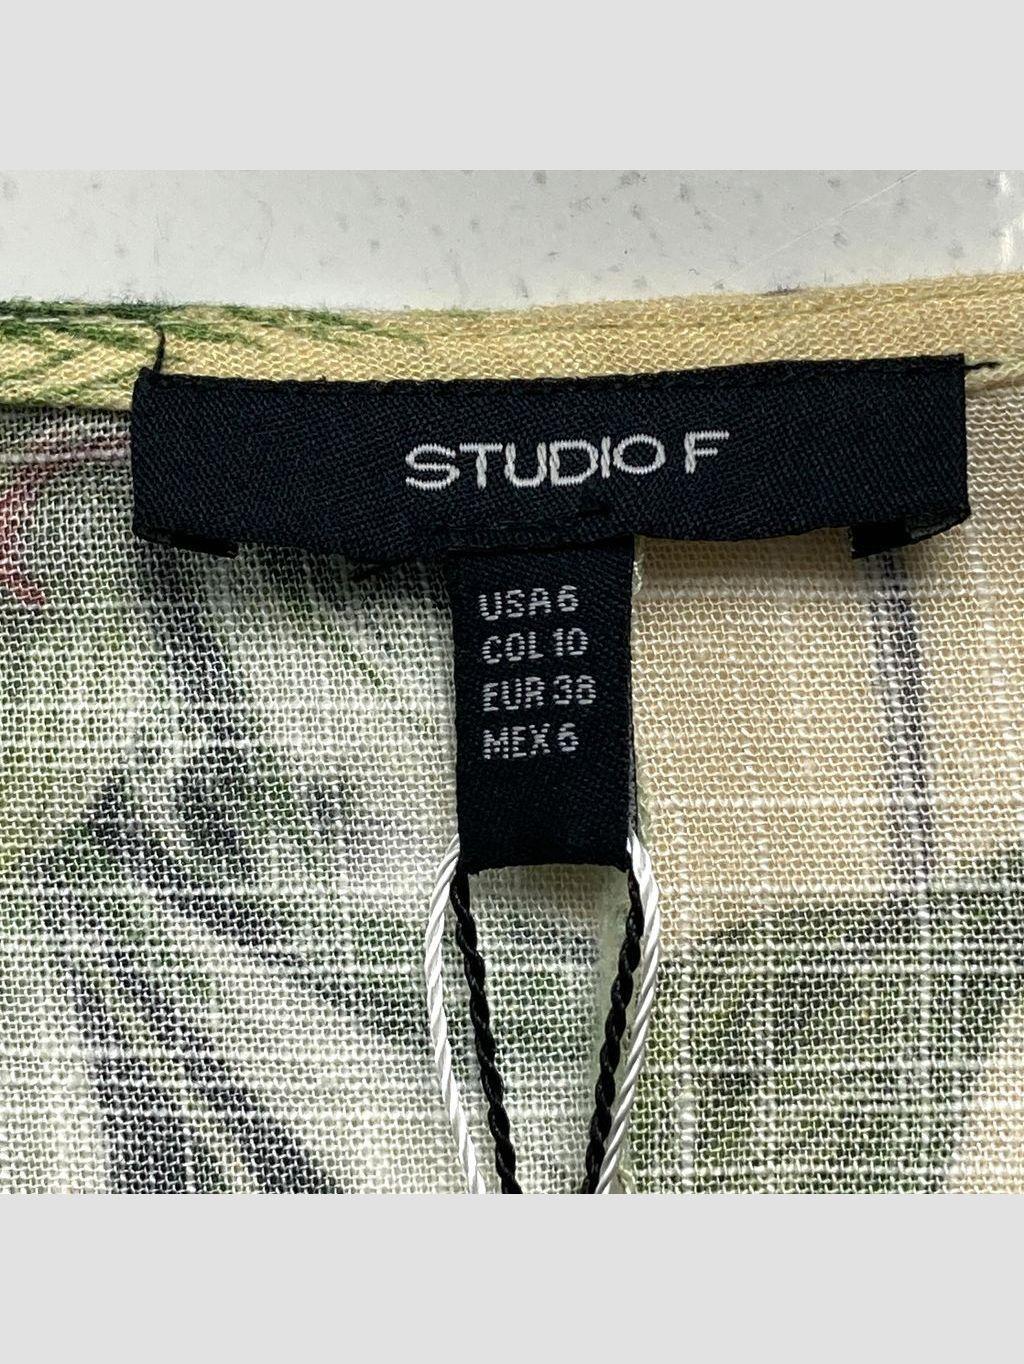 STUDIO F
USA 6
COL 10
EUR 38
MEX 6